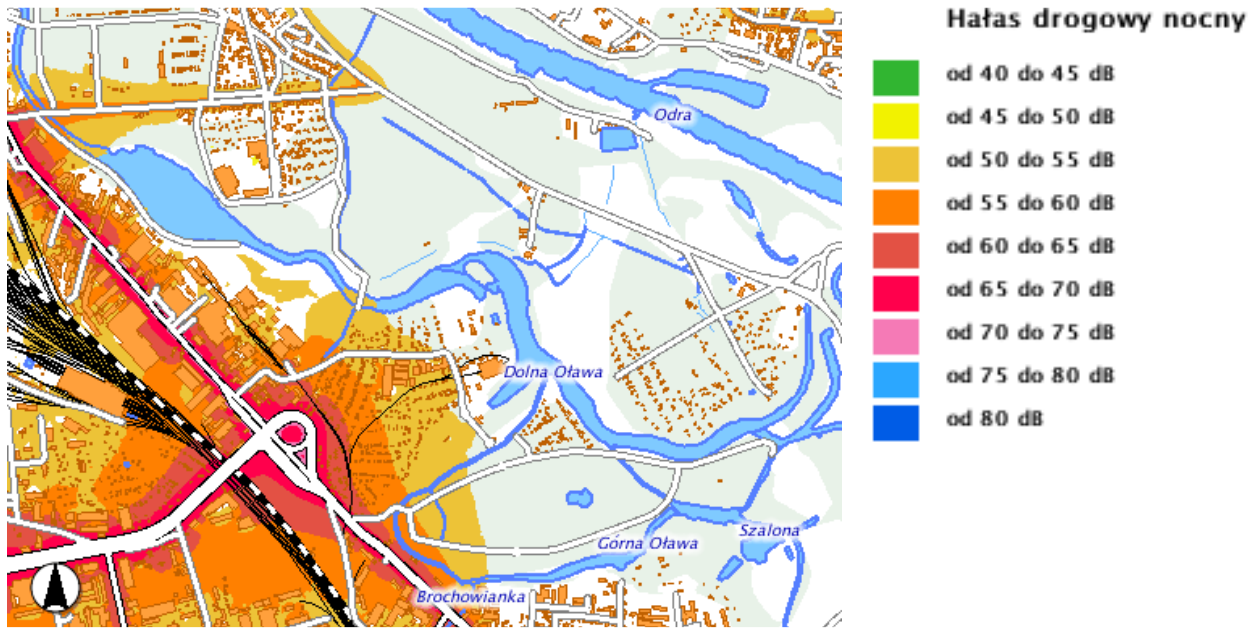 Hałas drogowy nocny
od 40 do 45 dB
od 45 do 50 dB
od 50 do 55 dB
od 55 do 60 dB
od 60 do 65 dB
od 65 do 70 dB
od 70 do 75 dB
od 75 do 80 dB
od 80 dB
Odra
Dolna Oława
Szalona
Górna Oława
Brochowianka